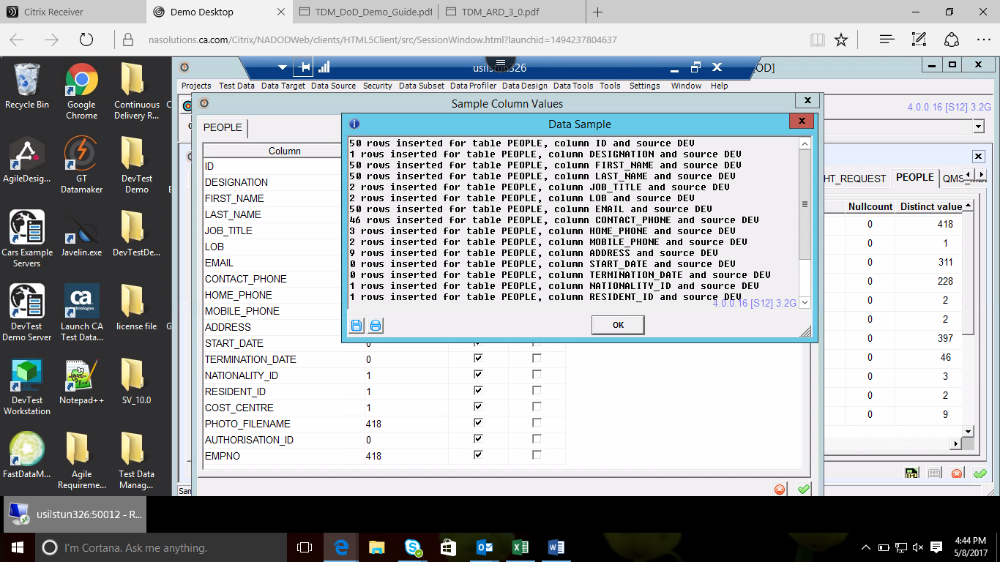 Citrix Receiver
Demo Desktop
TDM_DoD_Demo_Guide.pdf
TDM_ARD_3_0.pdf
nasolutions.ca.com/Citrix/NADODWeb/clients/HTML5Client/src/SessionWindow.html?launchid=1494237804637
usilstun326
OD]
Projects Test Data Data Target Data Source Security Data Subset Data Profiler Data Design Data Tools Tools Settings Window Help
4.0.0.16 [S12] 3.2G
Recycle Bin
Google
Chrome
Continuous
Delivery R...
AgileDesig...
GT
Datamaker
DevTest
Demo
Cars Example
Servers
Javelin.exe
DevTestDe...
DevTest
Demo Server
ca
technologies
Launch CA
Test Data...
license file
DevTest
Workstation
Notepad++
SV_10.0
FastDataM...
Agile
Requireme...
Test Data
Manag...
Sample Column Values
PEOPLE
Column
ID
DESIGNATION
FIRST_NAME
LAST_NAME
JOB_TITLE
LOB
EMAIL
CONTACT_PHONE
HOME_PHONE
MOBILE_PHONE
ADDRESS
START_DATE 0
TERMINATION_DATE 0
NATIONALITY_ID 1
RESIDENT_ID 1
COST_CENTRE 1
PHOTO_FILENAME 418
AUTHORISATION_ID 0
EMPNO 418
Data Sample
50 rows inserted for table PEOPLE, column ID and source DEV
1 rows inserted for table PEOPLE, column DESIGNATION and source DEV
50 rows inserted for table PEOPLE, column FIRST_NAME and source DEV
50 rows inserted for table PEOPLE, column LAST_NAME and source DEV
2 rows inserted for table PEOPLE, column JOB_TITLE and source DEV
2 rows inserted for table PEOPLE, column LOB and source DEV
50 rows inserted for table PEOPLE, column EMAIL and source DEV
46 rows inserted for table PEOPLE, column CONTACT_PHONE and source DEV
3 rows inserted for table PEOPLE, column HOME_PHONE and source DEV
2 rows inserted for table PEOPLE, column MOBILE_PHONE and source DEV
9 rows inserted for table PEOPLE, column ADDRESS and source DEV
0 rows inserted for table PEOPLE, column START_DATE and source DEV
0 rows inserted for table PEOPLE, column TERMINATION_DATE and source DEV
1 rows inserted for table PEOPLE, column NATIONALITY_ID and source DEV
1 rows inserted for table PEOPLE, column RESIDENT_ID and source DEV
4.0.0.16 [S12] 3.2G
OK
HT_REQUEST PEOPLE
Nullcount Distinct value
0 418
0 1
0 311
0 228
0 2
0 2
0 397
0 46
0 3
0 2
0 9
XML
Sam
usilstun326:50012 - R...
I'm Cortana. Ask me anything.
4:44 PM
5/8/2017